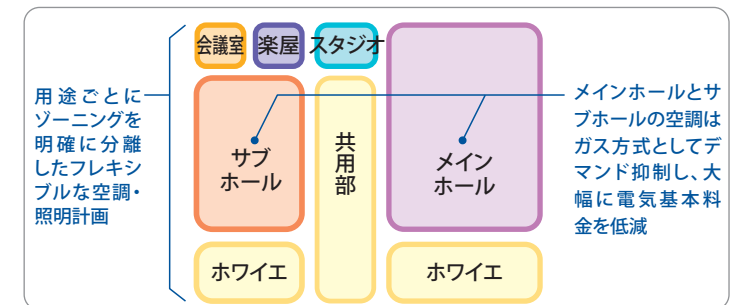 会議室
楽屋
スタジオ
用途ごとに
ゾーニングを
明確に分離
したフレキシ
ブルな空調・
照明計画
サブ
ホール
共用部
メイン
ホール
メインホールとサ
ブホールの空調は
ガス方式としてデ
マンド抑制し、大
幅に電気基本料
金を低減
ホワイエ
ホワイエ